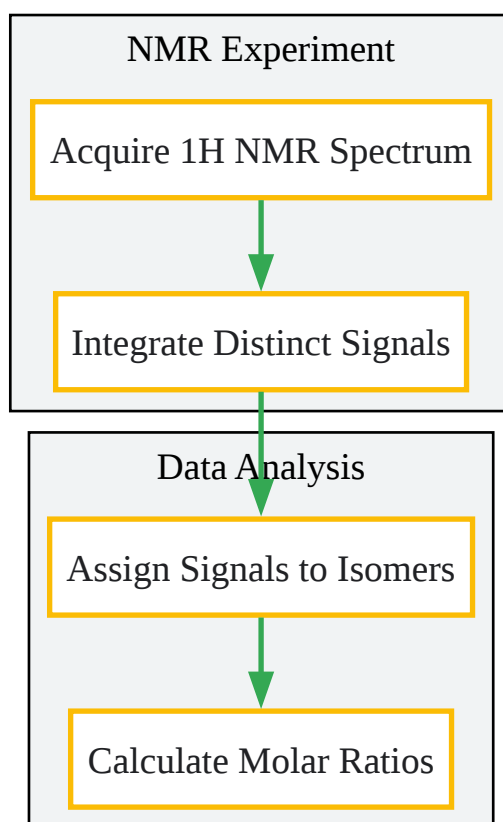 NMR Experiment
Acquire 1H NMR Spectrum
Integrate Distinct Signals
Data Analysis
Assign Signals to Isomers
Calculate Molar Ratios